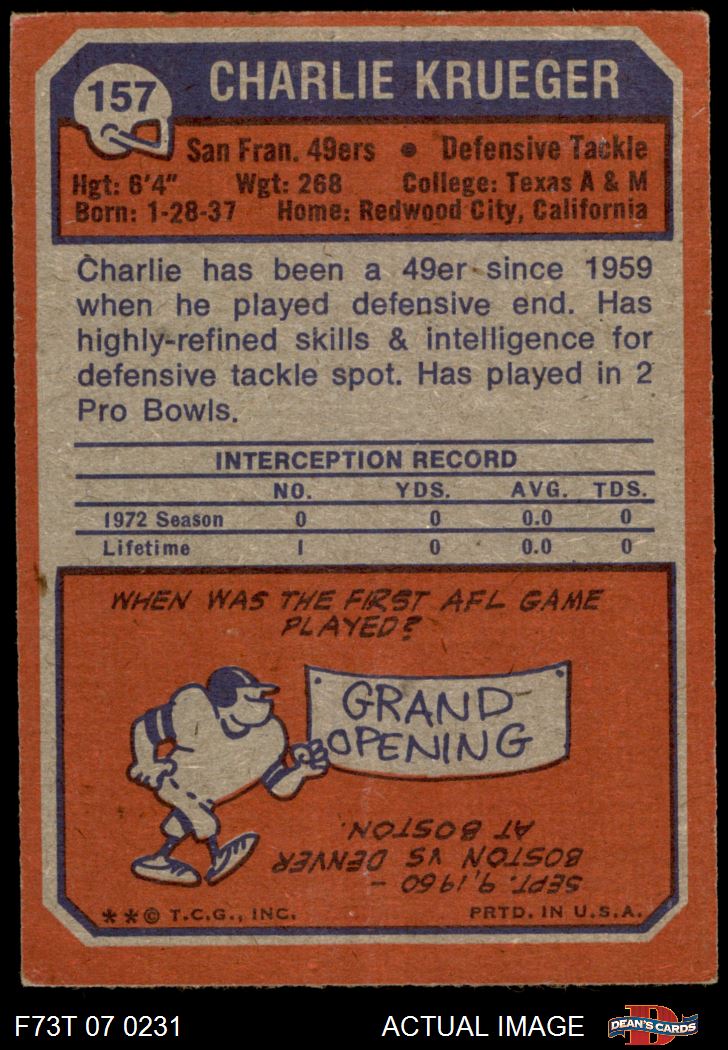 157
CHARLIE KRUEGER
San Fran. 49ers • Defensive Tackle
Hgt: 6'4" Wgt: 268 College: Texas A & M
Born: 1-28-37 Home: Redwood City, California
Charlie has been a 49er since 1959
when he played defensive end. Has
highly-refined skills & intelligence for
defensive tackle spot. Has played in 2
Pro Bowls.
INTERCEPTION RECORD
NO. YDS. AVG. TDS.
1972 Season 0 0 0.0 0
Lifetime 1 0 0.0 0
WHEN WAS THE FIRST AFL GAME
PLAYED?
GRAND
OPENING
SEPT. 9, 1960 -
BOSTON VS DENVER
AT BOSTON.
**© T.C.G., INC. PRTD. IN U.S.A.
F73T 07 0231 ACTUAL IMAGE
D
DEAN'S CARDS